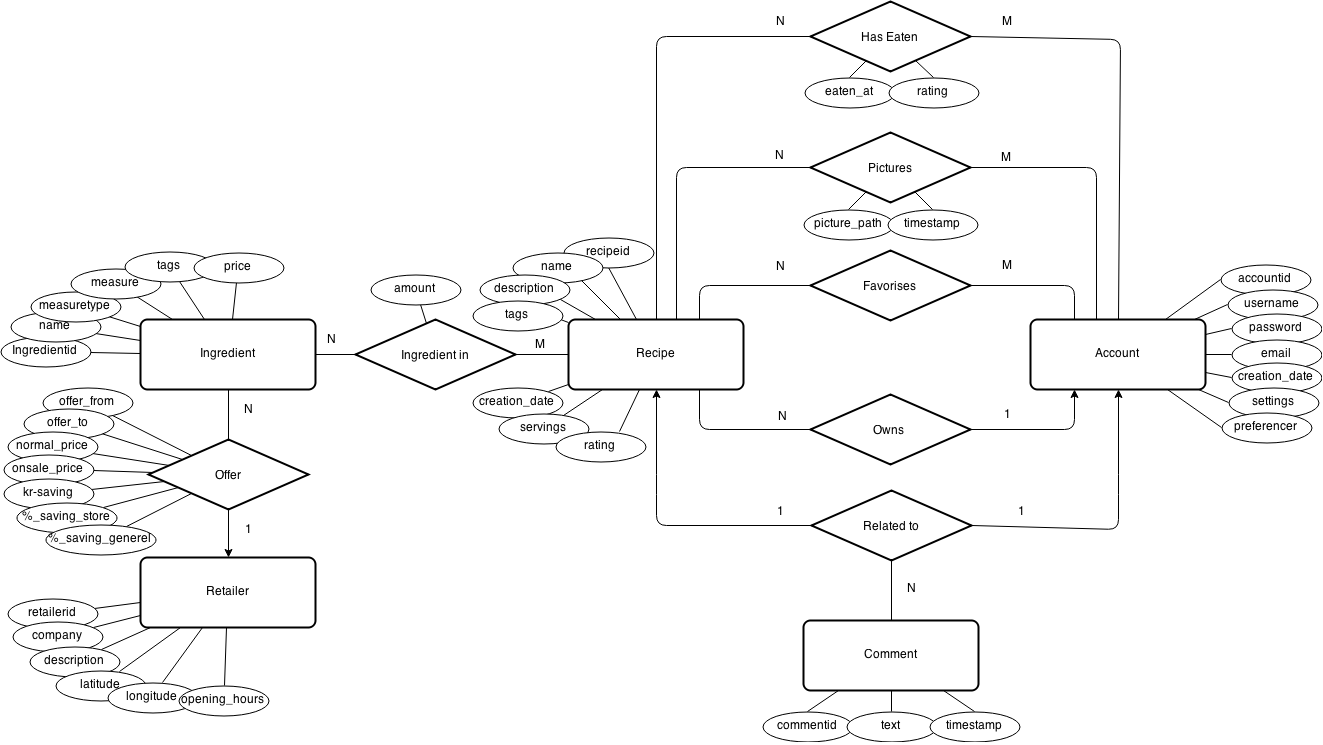 N
Has Eaten
M
eaten_at
rating
N
Pictures
M
picture_path
timestamp
N
Favorises
M
recipeid
name
description
tags
tags
price
measure
measuretype
name
Ingredientid
amount
accountid
username
password
email
creation_date
settings
preferencer
Ingredient
N
Ingredient in
M
Recipe
Account
creation_date
servings
rating
N
Owns
1
N
offer_from
offer_to
normal_price
onsale_price
kr-saving
%_saving_store
%_saving_generel
Offer
1
1
Related to
1
N
Retailer
retailerid
company
description
latitude
longitude
opening_hours
Comment
commentid
text
timestamp